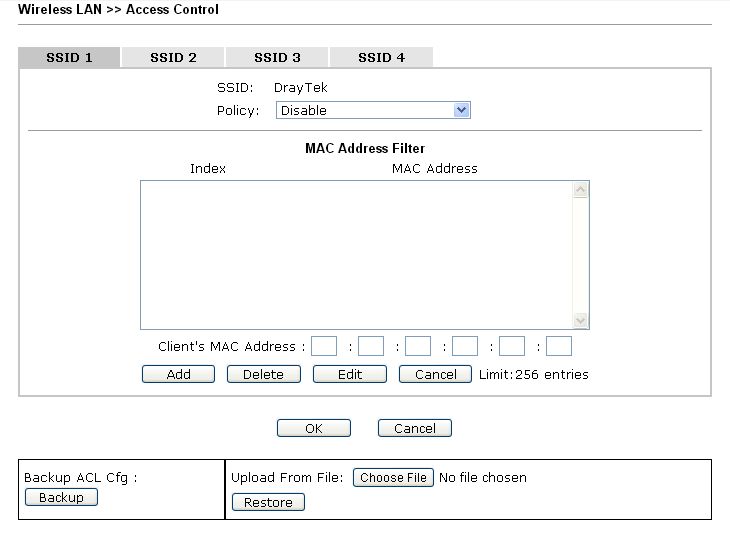 Wireless LAN >> Access Control
SSID 1 SSID 2 SSID 3 SSID 4
SSID: DrayTek
Policy: Disable
MAC Address Filter
Index MAC Address
Client's MAC Address : : : : : :
Add Delete Edit Cancel Limit:256 entries
OK Cancel
Backup ACL Cfg : Upload From File: Choose File No file chosen
Backup Restore